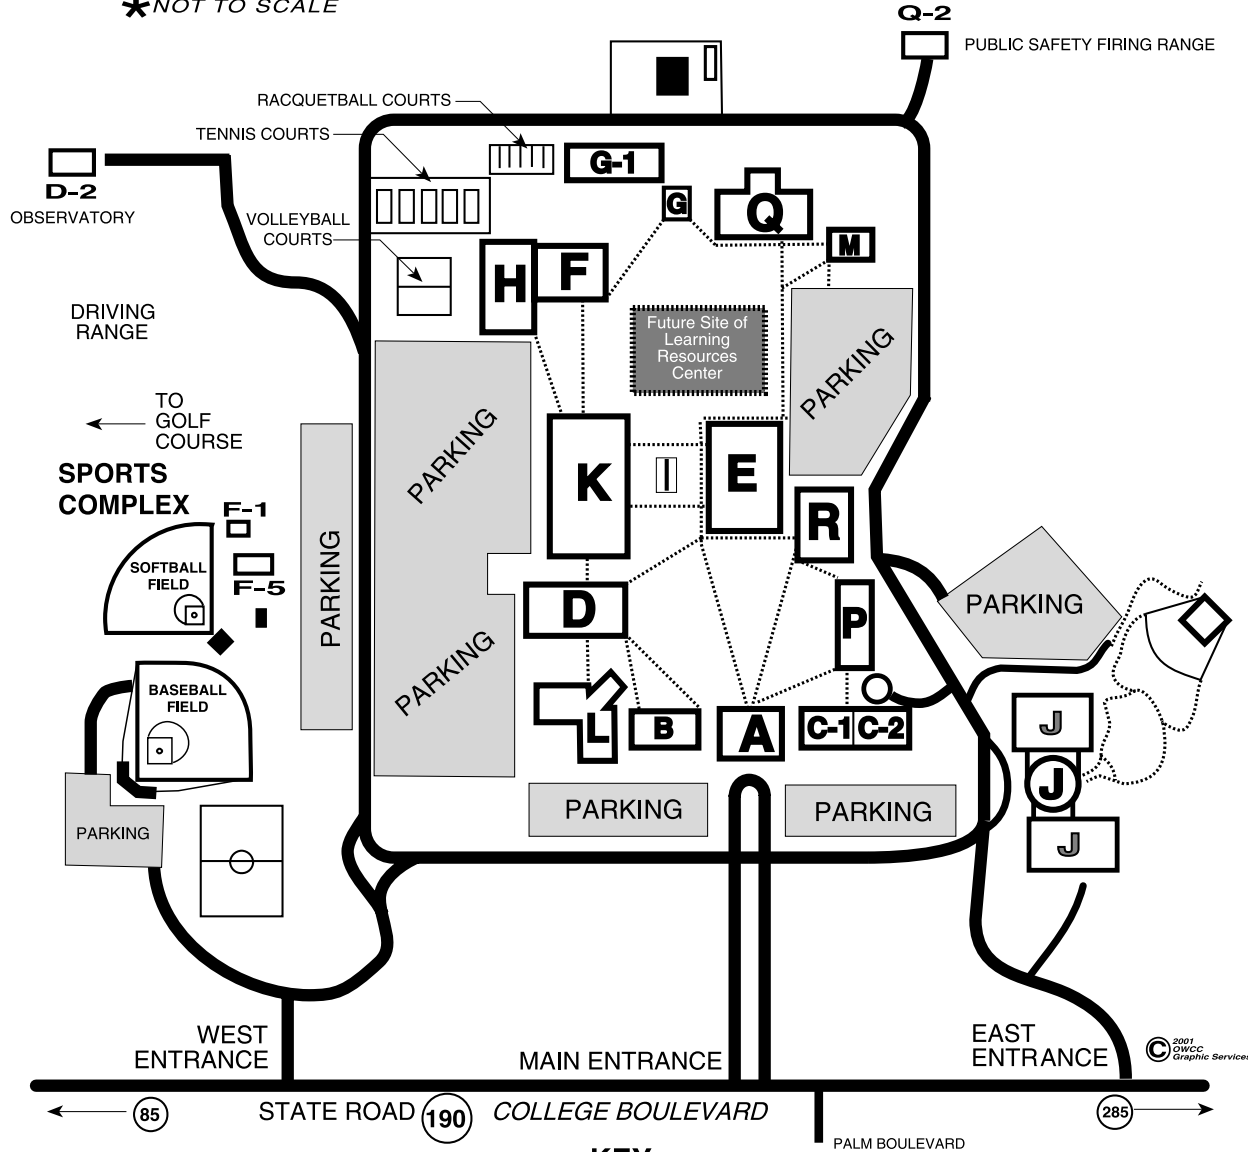 *NOT TO SCALE
Q-2
PUBLIC SAFETY FIRING RANGE
RACQUETBALL COURTS
TENNIS COURTS
G-1
D-2
OBSERVATORY
G
Q
VOLLEYBALL
COURTS
M
H
F
DRIVING
RANGE
Future Site of
Learning
Resources
Center
PARKING
TO
GOLF
COURSE
PARKING
SPORTS
COMPLEX
K
I
E
F-1
R
SOFTBALL
FIELD
F-5
PARKING
D
P
PARKING
PARKING
BASEBALL
FIELD
L
B
A
C-1
C-2
J
J
J
PARKING
PARKING
PARKING
WEST
ENTRANCE
MAIN ENTRANCE
EAST
ENTRANCE
© 2001
OWCC
Graphic Services
85
STATE ROAD 190 COLLEGE BOULEVARD
285
PALM BOULEVARD
KEY